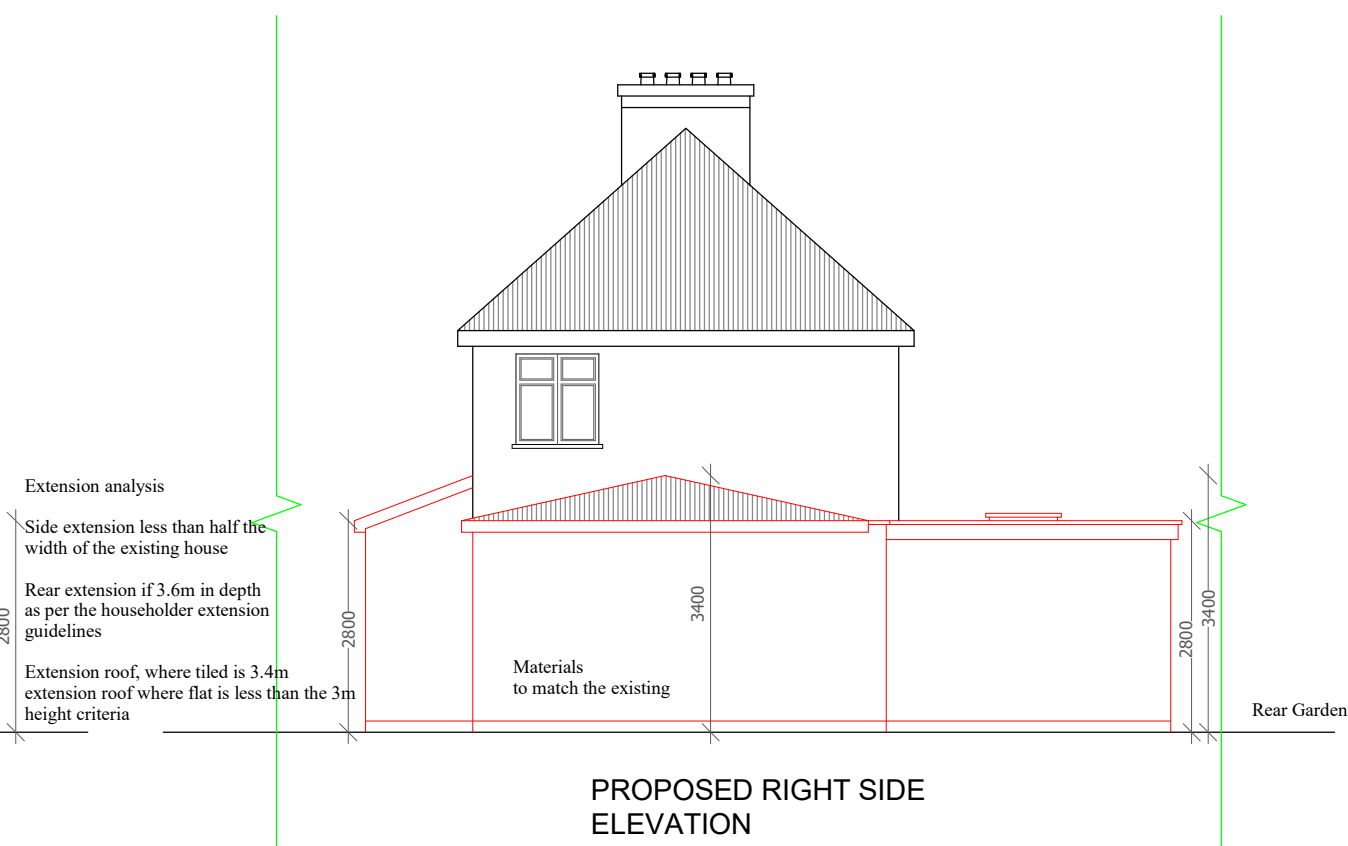 Extension analysis
Side extension less than half the
width of the existing house
Rear extension if 3.6m in depth
as per the householder extension
guidelines
Extension roof, where tiled is 3.4m
extension roof where flat is less than the 3m
height criteria
2800
2800
3400
Materials
to match the existing
2800
3400
Rear Garden
PROPOSED RIGHT SIDE
ELEVATION